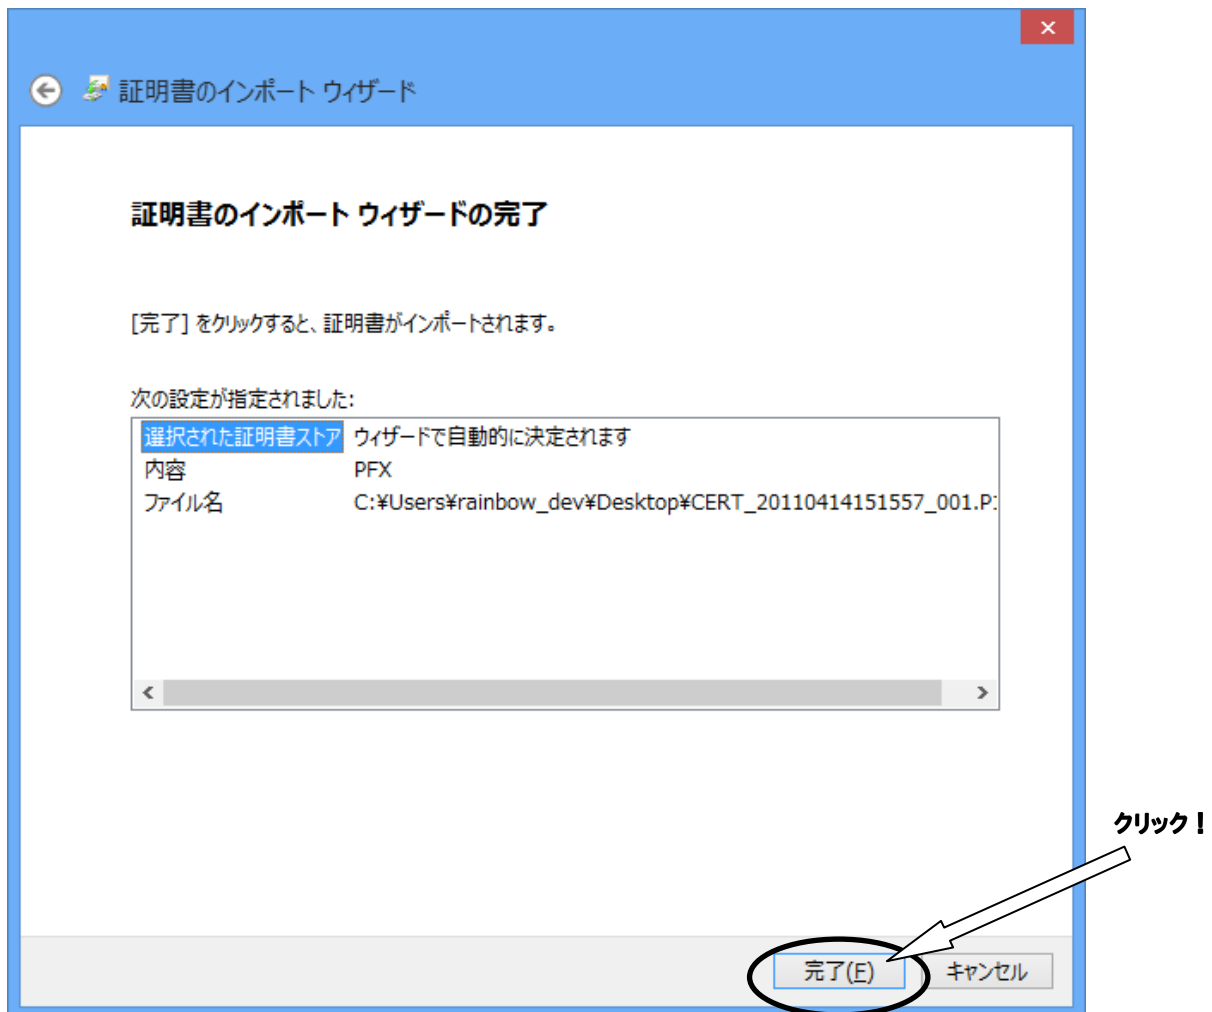 証明書のインポート ウィザード
証明書のインポート ウィザードの完了
[完了] をクリックすると、証明書がインポートされます。
次の設定が指定されました:
選択された証明書ストア ウィザードで自動的に決定されます
内容 PFX
ファイル名 C:¥Users¥rainbow_dev¥Desktop¥CERT_20110414151557_001.P
クリック！
完了(F) キャンセル